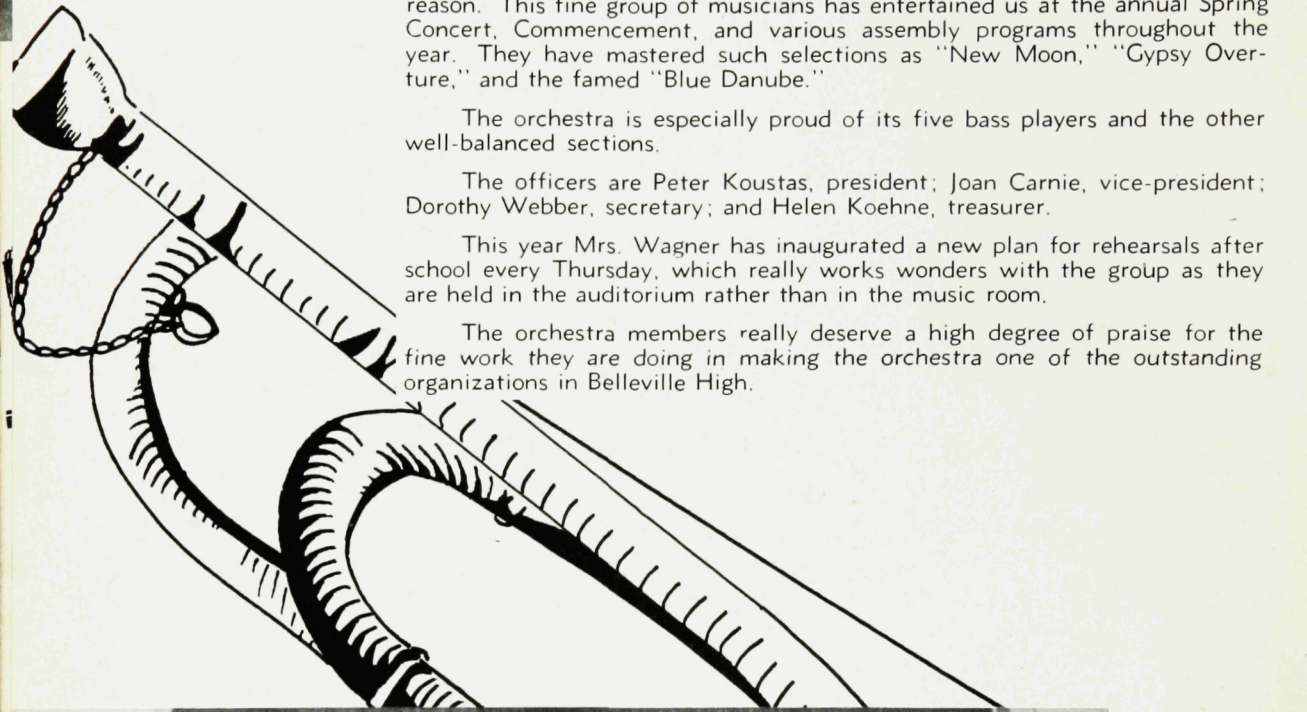 reason. This fine group of musicians has entertained us at the annual Spring
Concert, Commencement, and various assembly programs throughout the
year. They have mastered such selections as "New Moon," "Gypsy Over-
ture," and the famed "Blue Danube."
The orchestra is especially proud of its five bass players and the other
well-balanced sections.
The officers are Peter Koustas, president; Joan Carnie, vice-president;
Dorothy Webber, secretary; and Helen Koehne, treasurer.
This year Mrs. Wagner has inaugurated a new plan for rehearsals after
school every Thursday, which really works wonders with the group as they
are held in the auditorium rather than in the music room.
The orchestra members really deserve a high degree of praise for the
fine work they are doing in making the orchestra one of the outstanding
organizations in Belleville High.